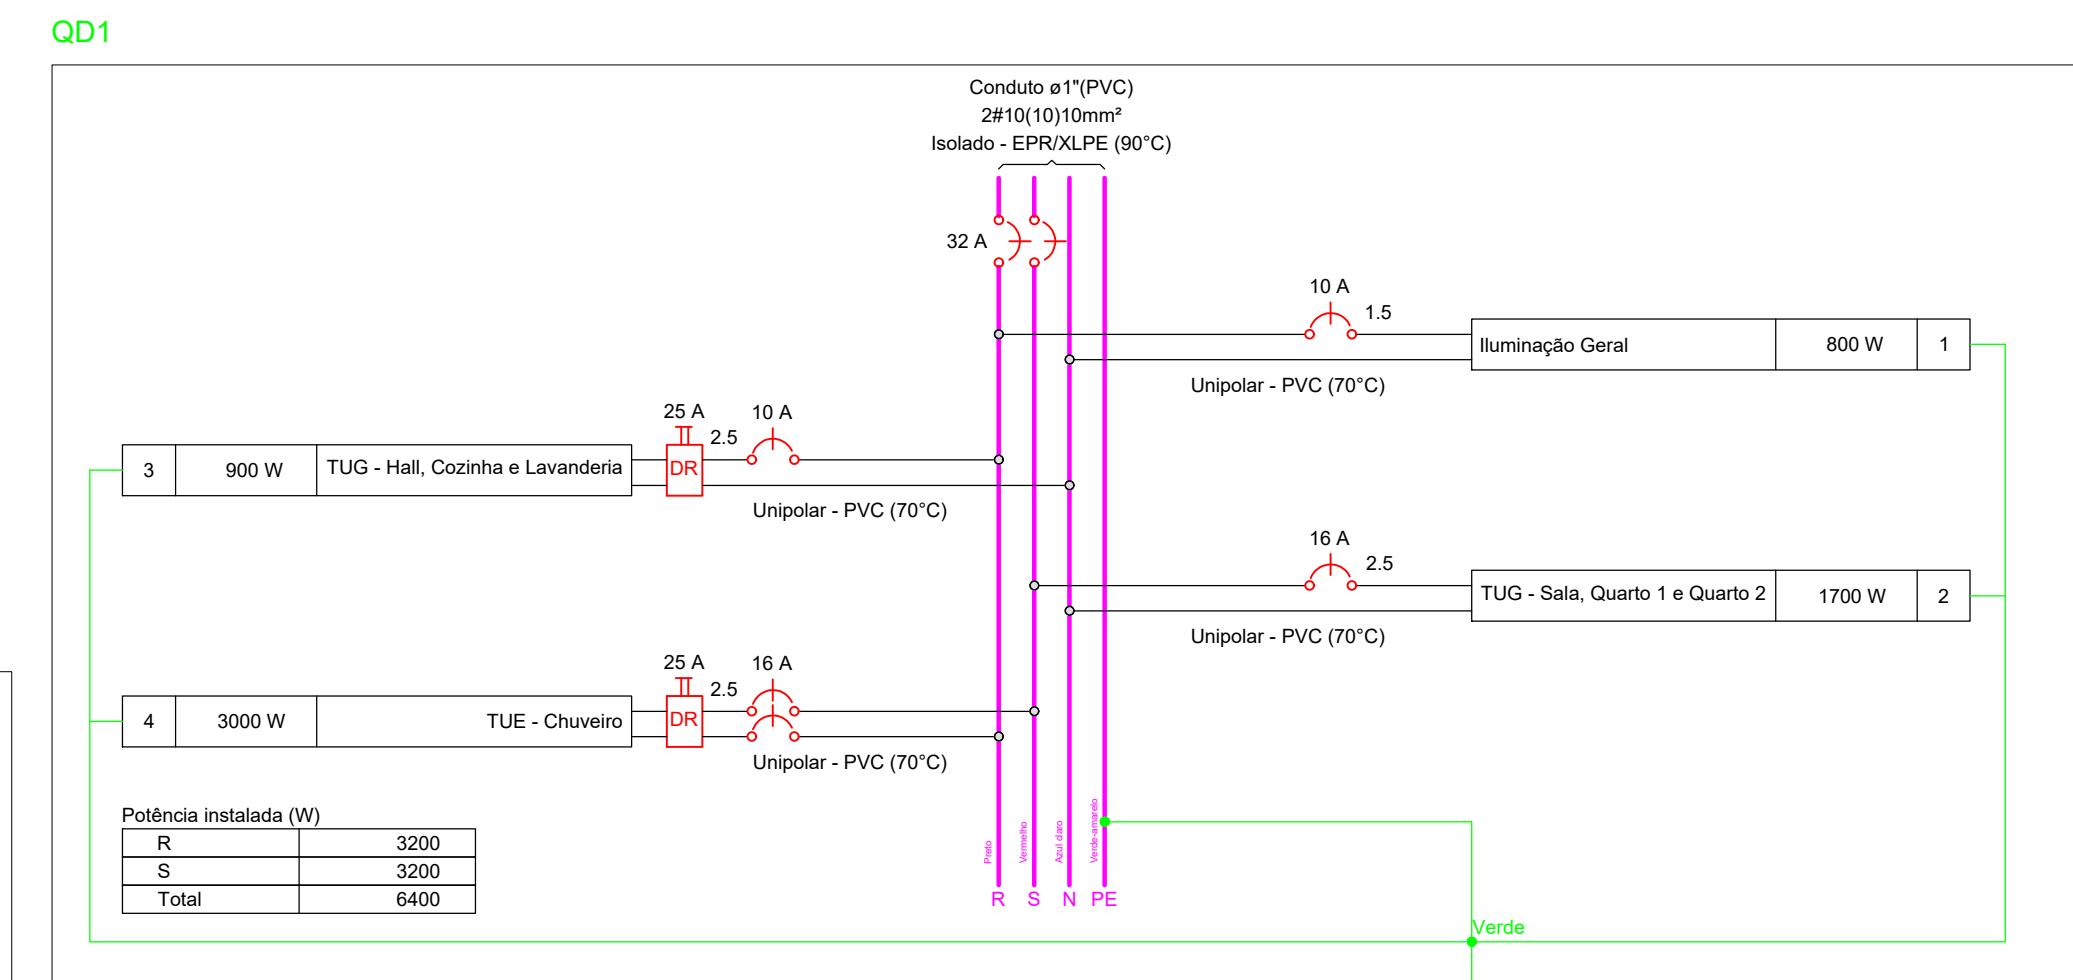 QD1
Conduto ø1"(PVC)
2#10(10)10mm²
Isolado - EPR/XLPE (90°C)
32 A
10 A
1.5
Iluminação Geral 800 W 1
Unipolar - PVC (70°C)
25 A 10 A
2.5
3 900 W TUG - Hall, Cozinha e Lavanderia DR
Unipolar - PVC (70°C)
16 A
2.5
TUG - Sala, Quarto 1 e Quarto 2 1700 W 2
Unipolar - PVC (70°C)
25 A 16 A
2.5
4 3000 W TUE - Chuveiro DR
Unipolar - PVC (70°C)
Potência instalada (W)
R 3200
S 3200
Total 6400
Preto
Vermelho
Azul claro
Verde-amarelo
R S N PE
Verde